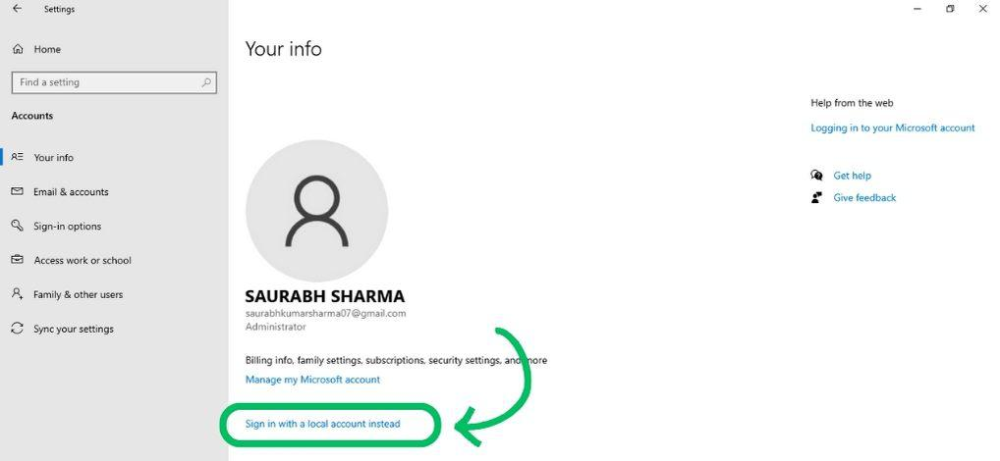 Settings
Home
Find a setting
Accounts
Your info
Email & accounts
Sign-in options
Access work or school
Family & other users
Sync your settings
Your info
SAURABH SHARMA
saurabhkumarsharma07@gmail.com
Administrator
Billing info, family settings, subscriptions, security settings, and more
Manage my Microsoft account
Sign in with a local account instead
Help from the web
Logging in to your Microsoft account
Get help
Give feedback